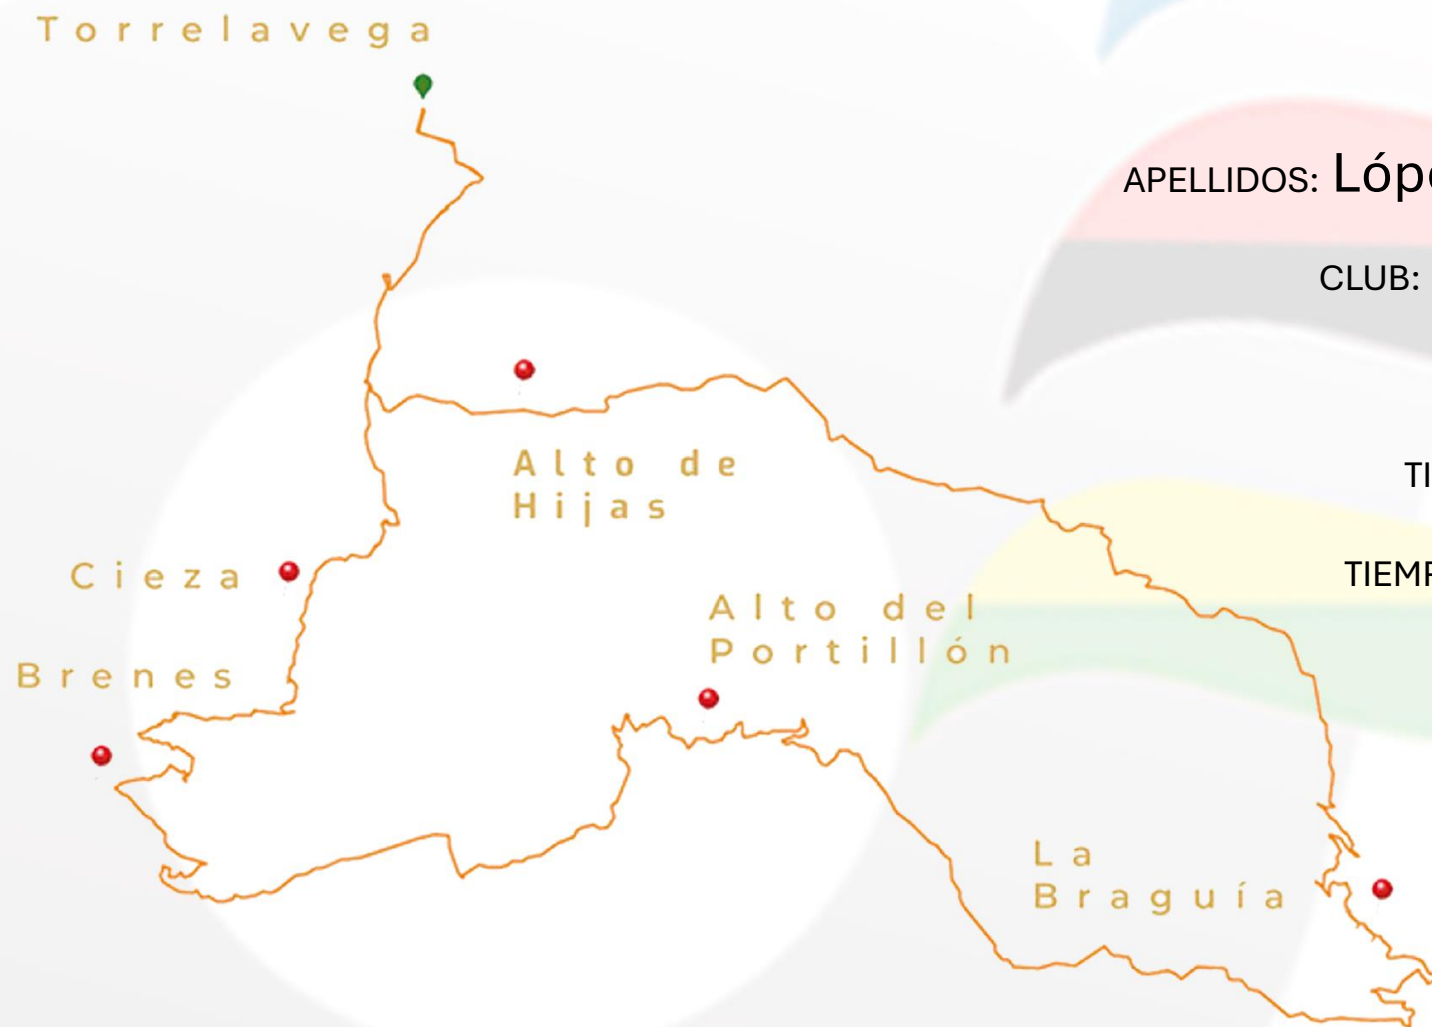 Torrelavega
APELLIDOS:
CLUB:
Alto de
Hijas
Cieza
Alto del
Portillón
Brenes
La
Braguía